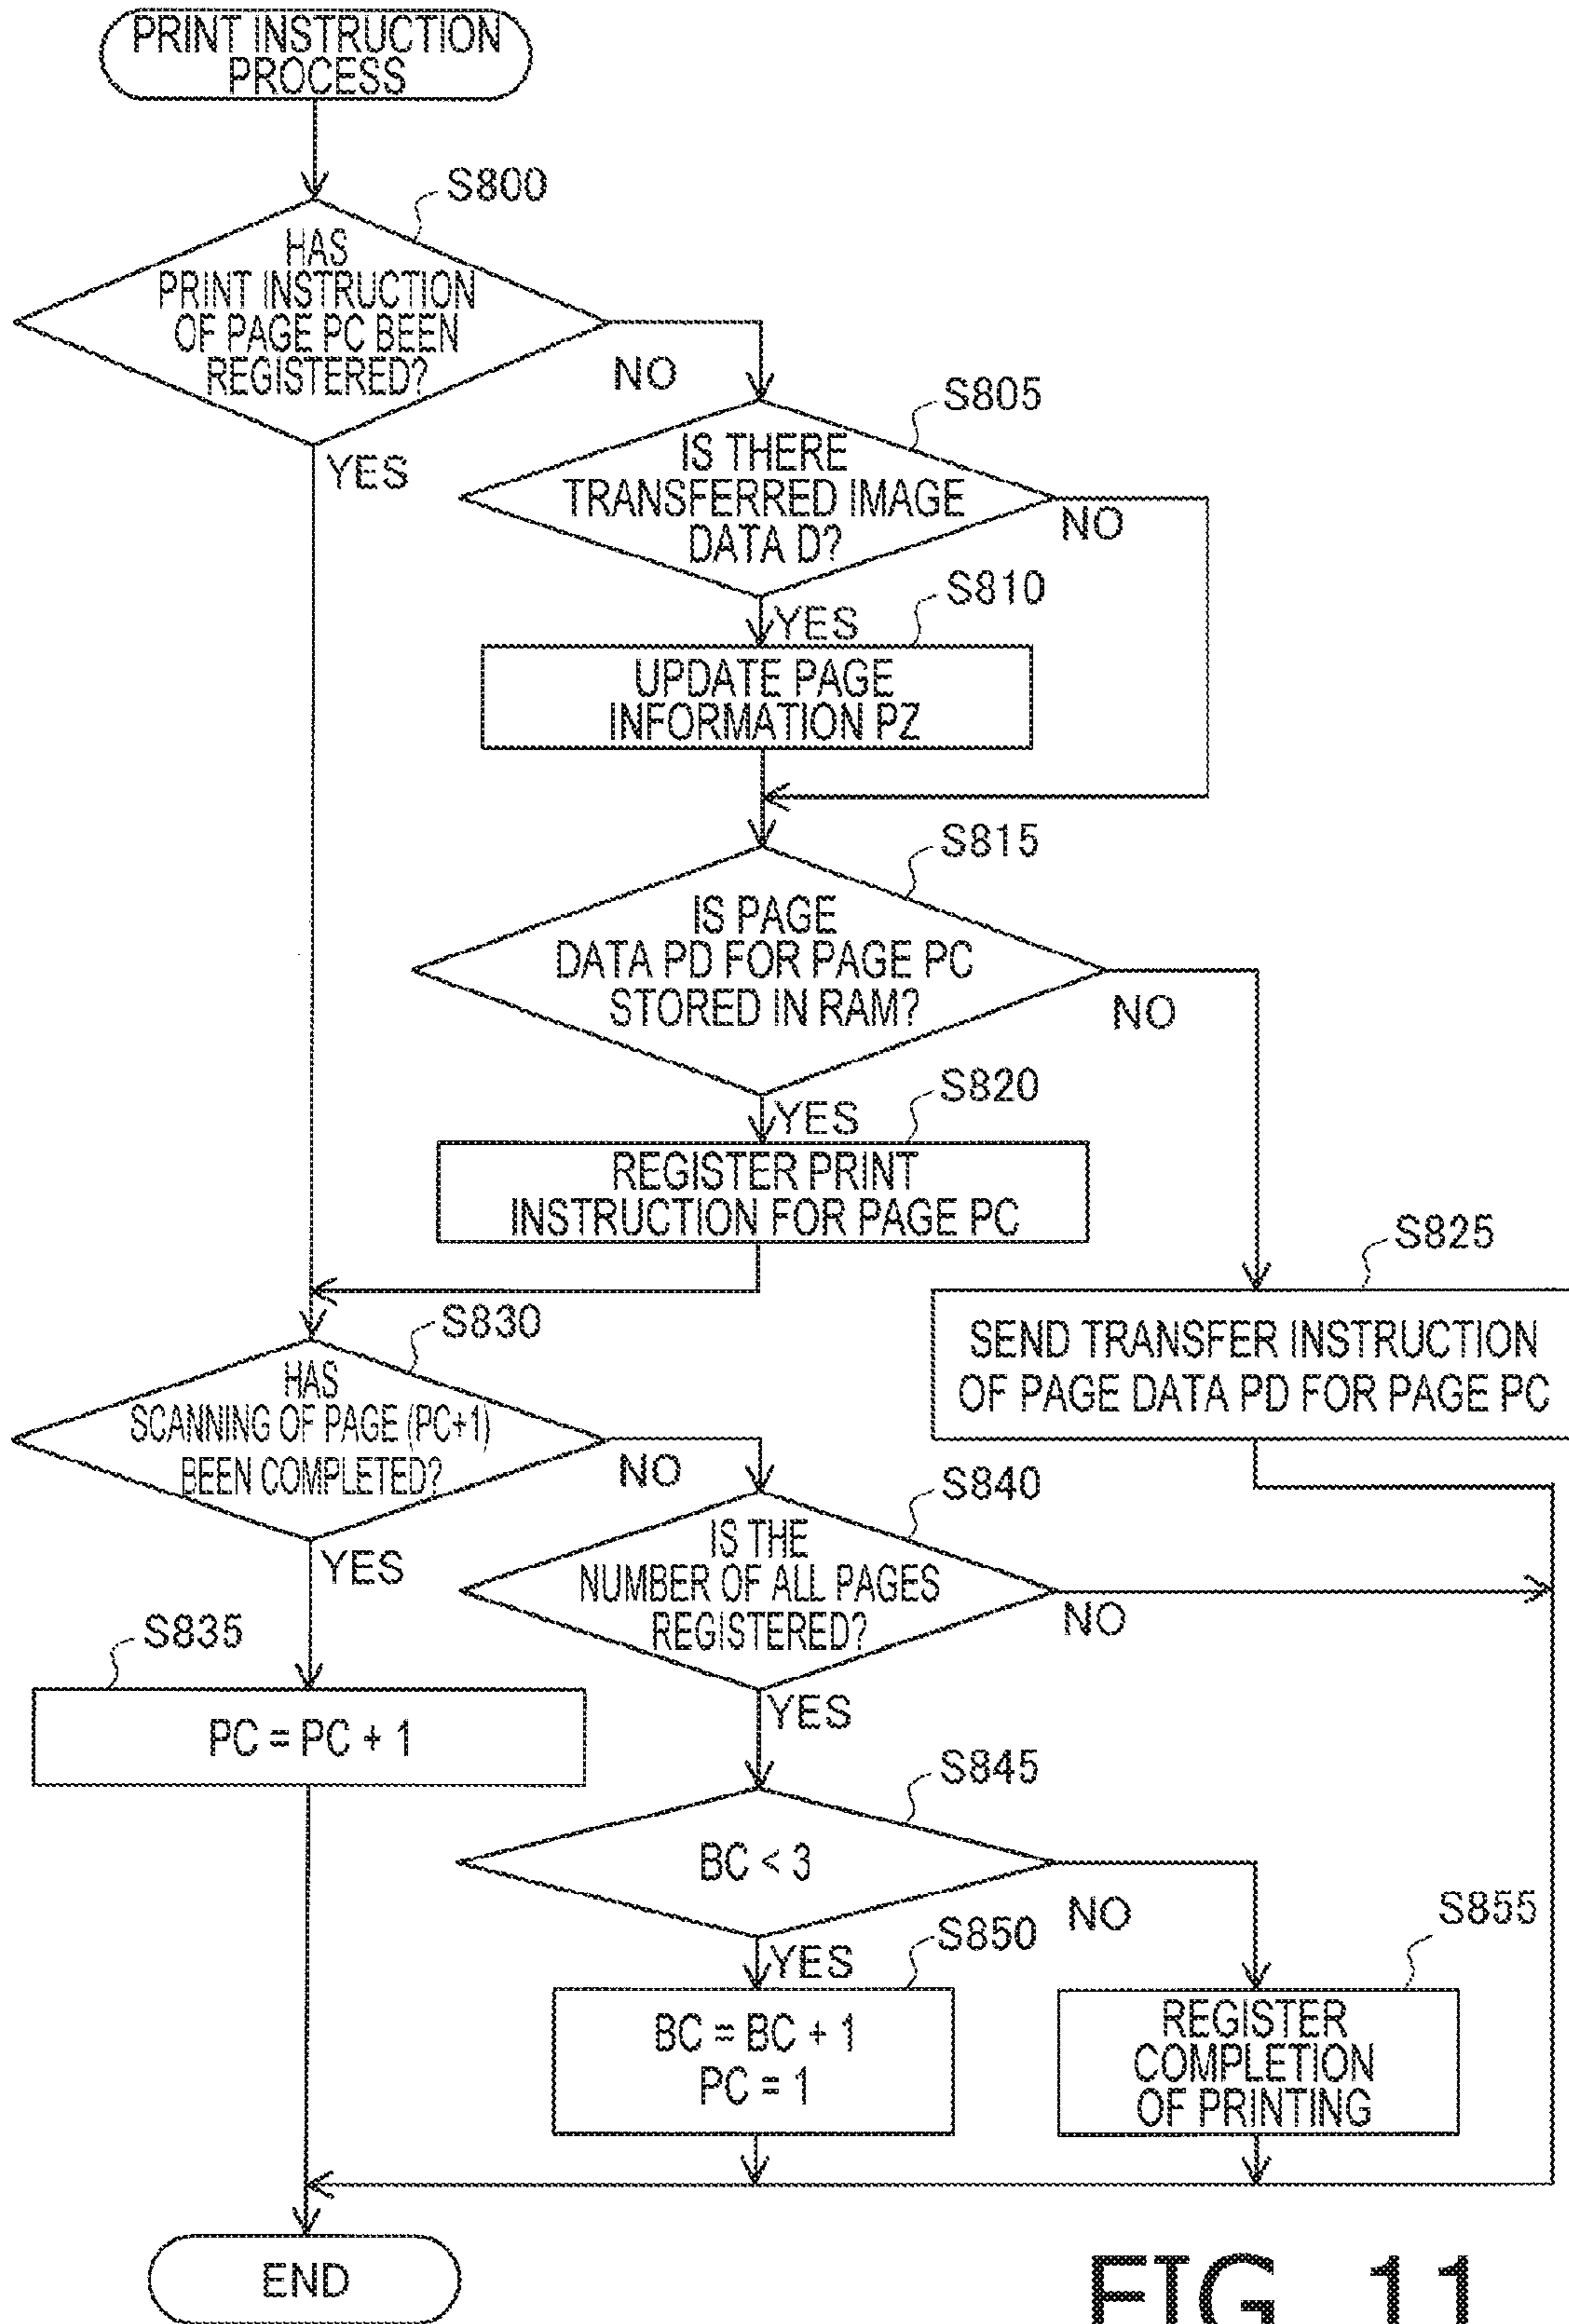 PRINT INSTRUCTION
PROCESS
S800
HAS
PRINT INSTRUCTION
OF PAGE PC BEEN
REGISTERED?
NO
YES
S805
IS THERE
TRANSFERRED IMAGE
DATA D?
NO
YES
S810
UPDATE PAGE
INFORMATION PZ
S815
IS PAGE
DATA PD FOR PAGE PC
STORED IN RAM?
NO
YES
S820
REGISTER PRINT
INSTRUCTION FOR PAGE PC
S825
SEND TRANSFER INSTRUCTION
OF PAGE DATA PD FOR PAGE PC
S830
HAS
SCANNING OF PAGE (PC+1)
BEEN COMPLETED?
NO
YES
S835
PC = PC + 1
S840
IS THE
NUMBER OF ALL PAGES
REGISTERED?
NO
YES
S845
BC < 3
NO
YES
S850
BC = BC + 1
PC = 1
S855
REGISTER
COMPLETION
OF PRINTING
END
FIG. 11